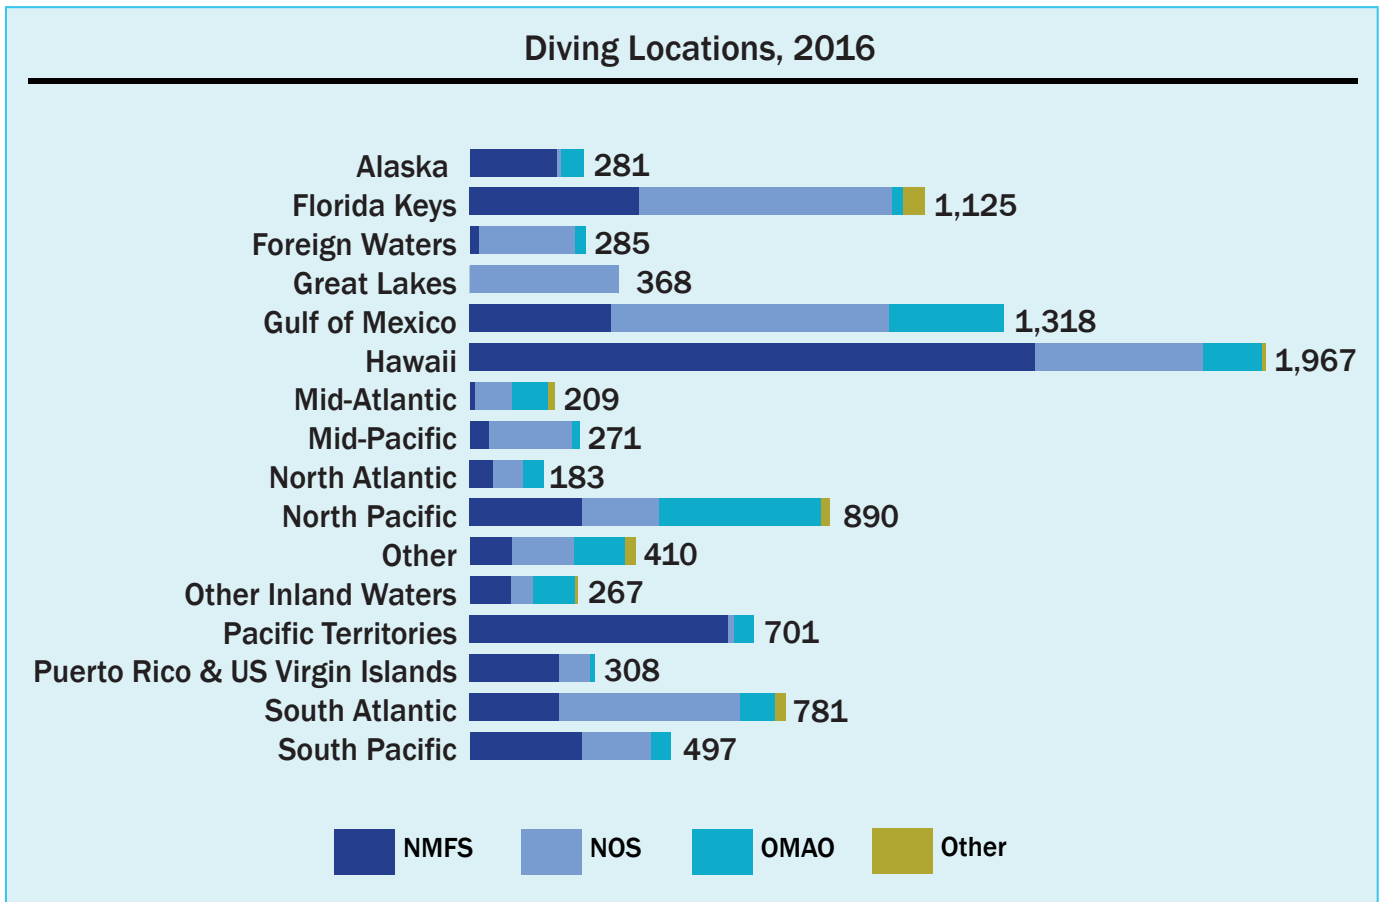 Diving Locations, 2016
Alaska 281
Florida Keys 1,125
Foreign Waters 285
Great Lakes 368
Gulf of Mexico 1,318
Hawaii 1,967
Mid-Atlantic 209
Mid-Pacific 271
North Atlantic 183
North Pacific 890
Other 410
Other Inland Waters 267
Pacific Territories 701
Puerto Rico & US Virgin Islands 308
South Atlantic 781
South Pacific 497
NMFS NOS OMAO Other